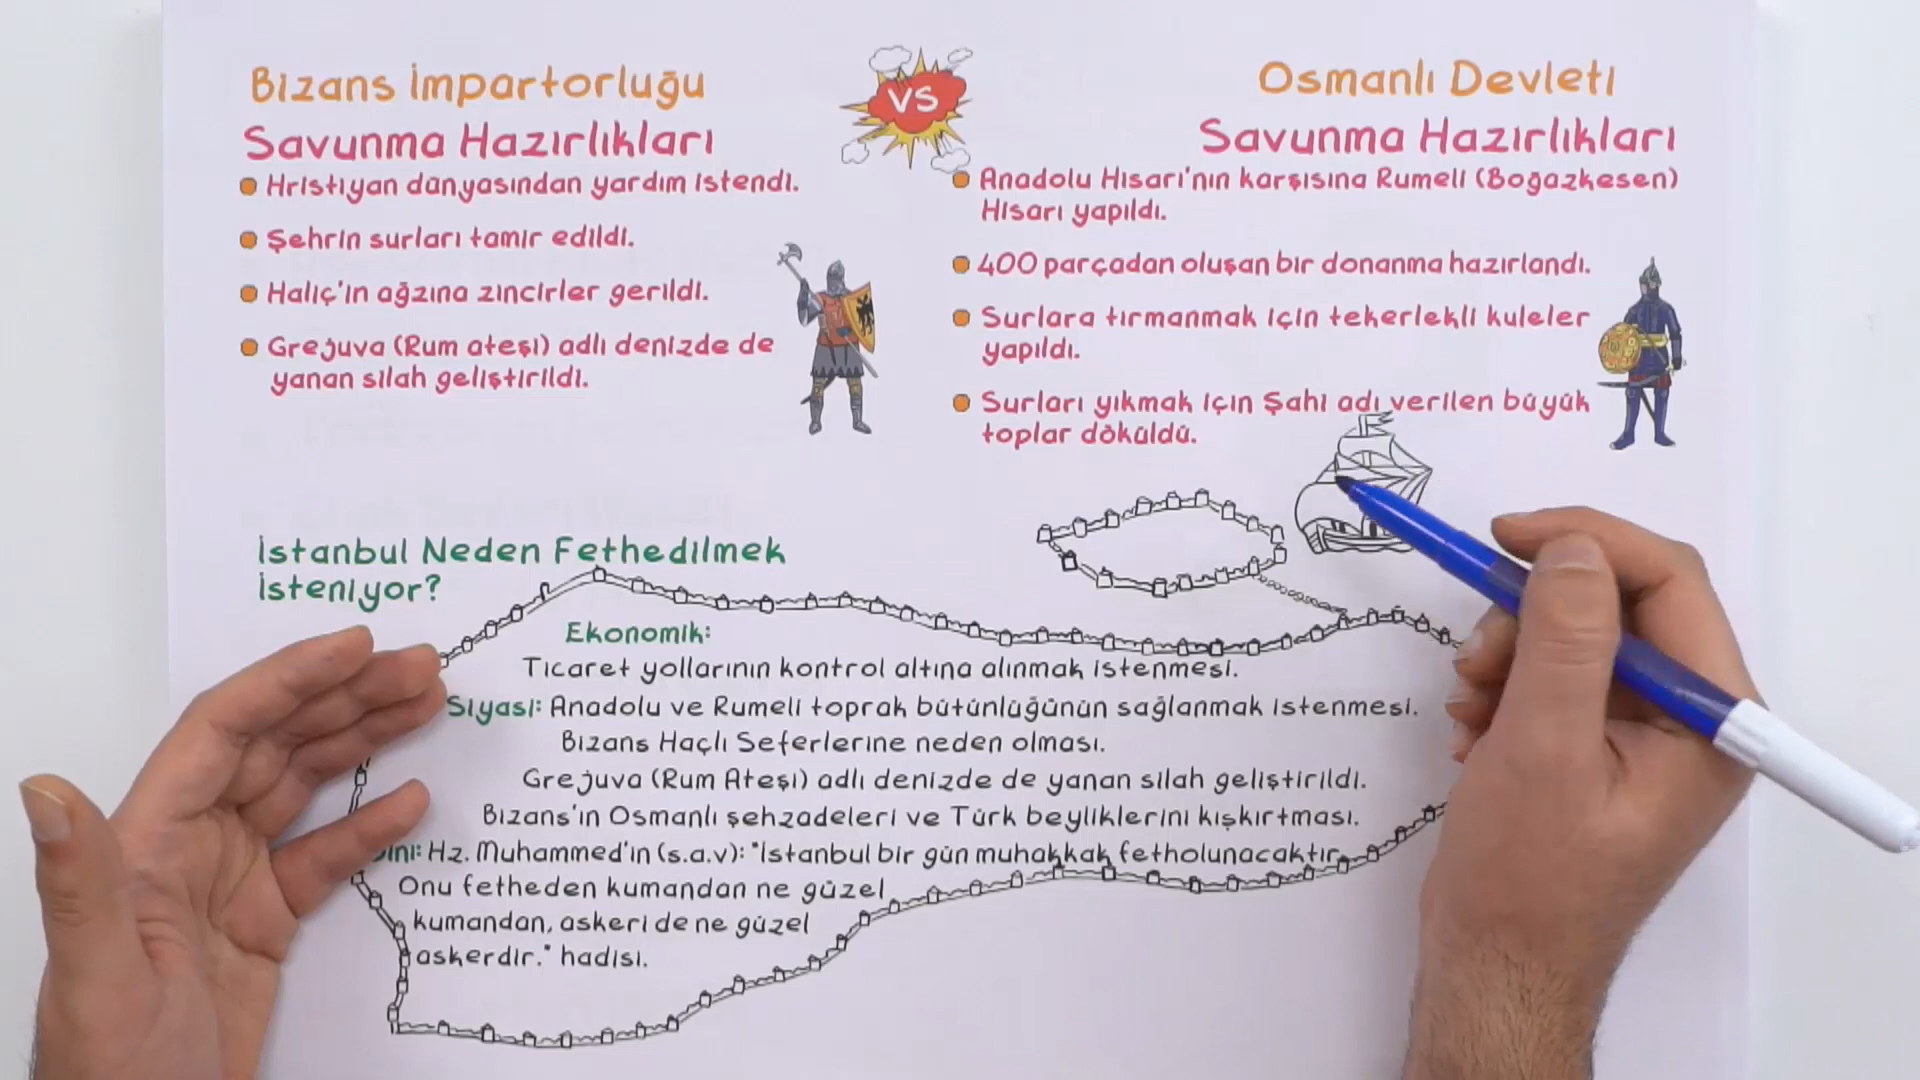 Bizans İmpartorluğu
Savunma Hazırlıkları
Hristiyan dünyasından yardım istendi.
Şehrin surları tamir edildi.
Haliç'in ağzına zincirler gerildi.
Grejuva (Rum ateşi) adlı denizde de
yanan silah geliştirildi.
VS
Osmanlı Devleti
Savunma Hazırlıkları
Anadolu Hisarı'nın karşısına Rumeli (Boğazkesen)
Hisarı yapıldı.
400 parçadan oluşan bir donanma hazırlandı.
Surlara tırmanmak için tekerlekli kuleler
yapıldı.
Surları yıkmak için Şahi adı verilen büyük
toplar döküldü.
İstanbul Neden Fethedilmek
İsteniyor?
Ekonomik:
Ticaret yollarının kontrol altına alınmak istenmesi.
Siyasi: Anadolu ve Rumeli toprak bütünlüğünün sağlanmak istenmesi.
Bizans Haçlı Seferlerine neden olması.
Grejuva (Rum Ateşi) adlı denizde de yanan silah geliştirildi.
Bizans'ın Osmanlı şehzadeleri ve Türk beyliklerini kışkırtması.
Dini: Hz. Muhammed'in (s.a.v): "İstanbul bir gün muhakkak fetholunacaktır.
Onu fetheden kumandan ne güzel
kumandan, askeri de ne güzel
askerdir." hadisi.